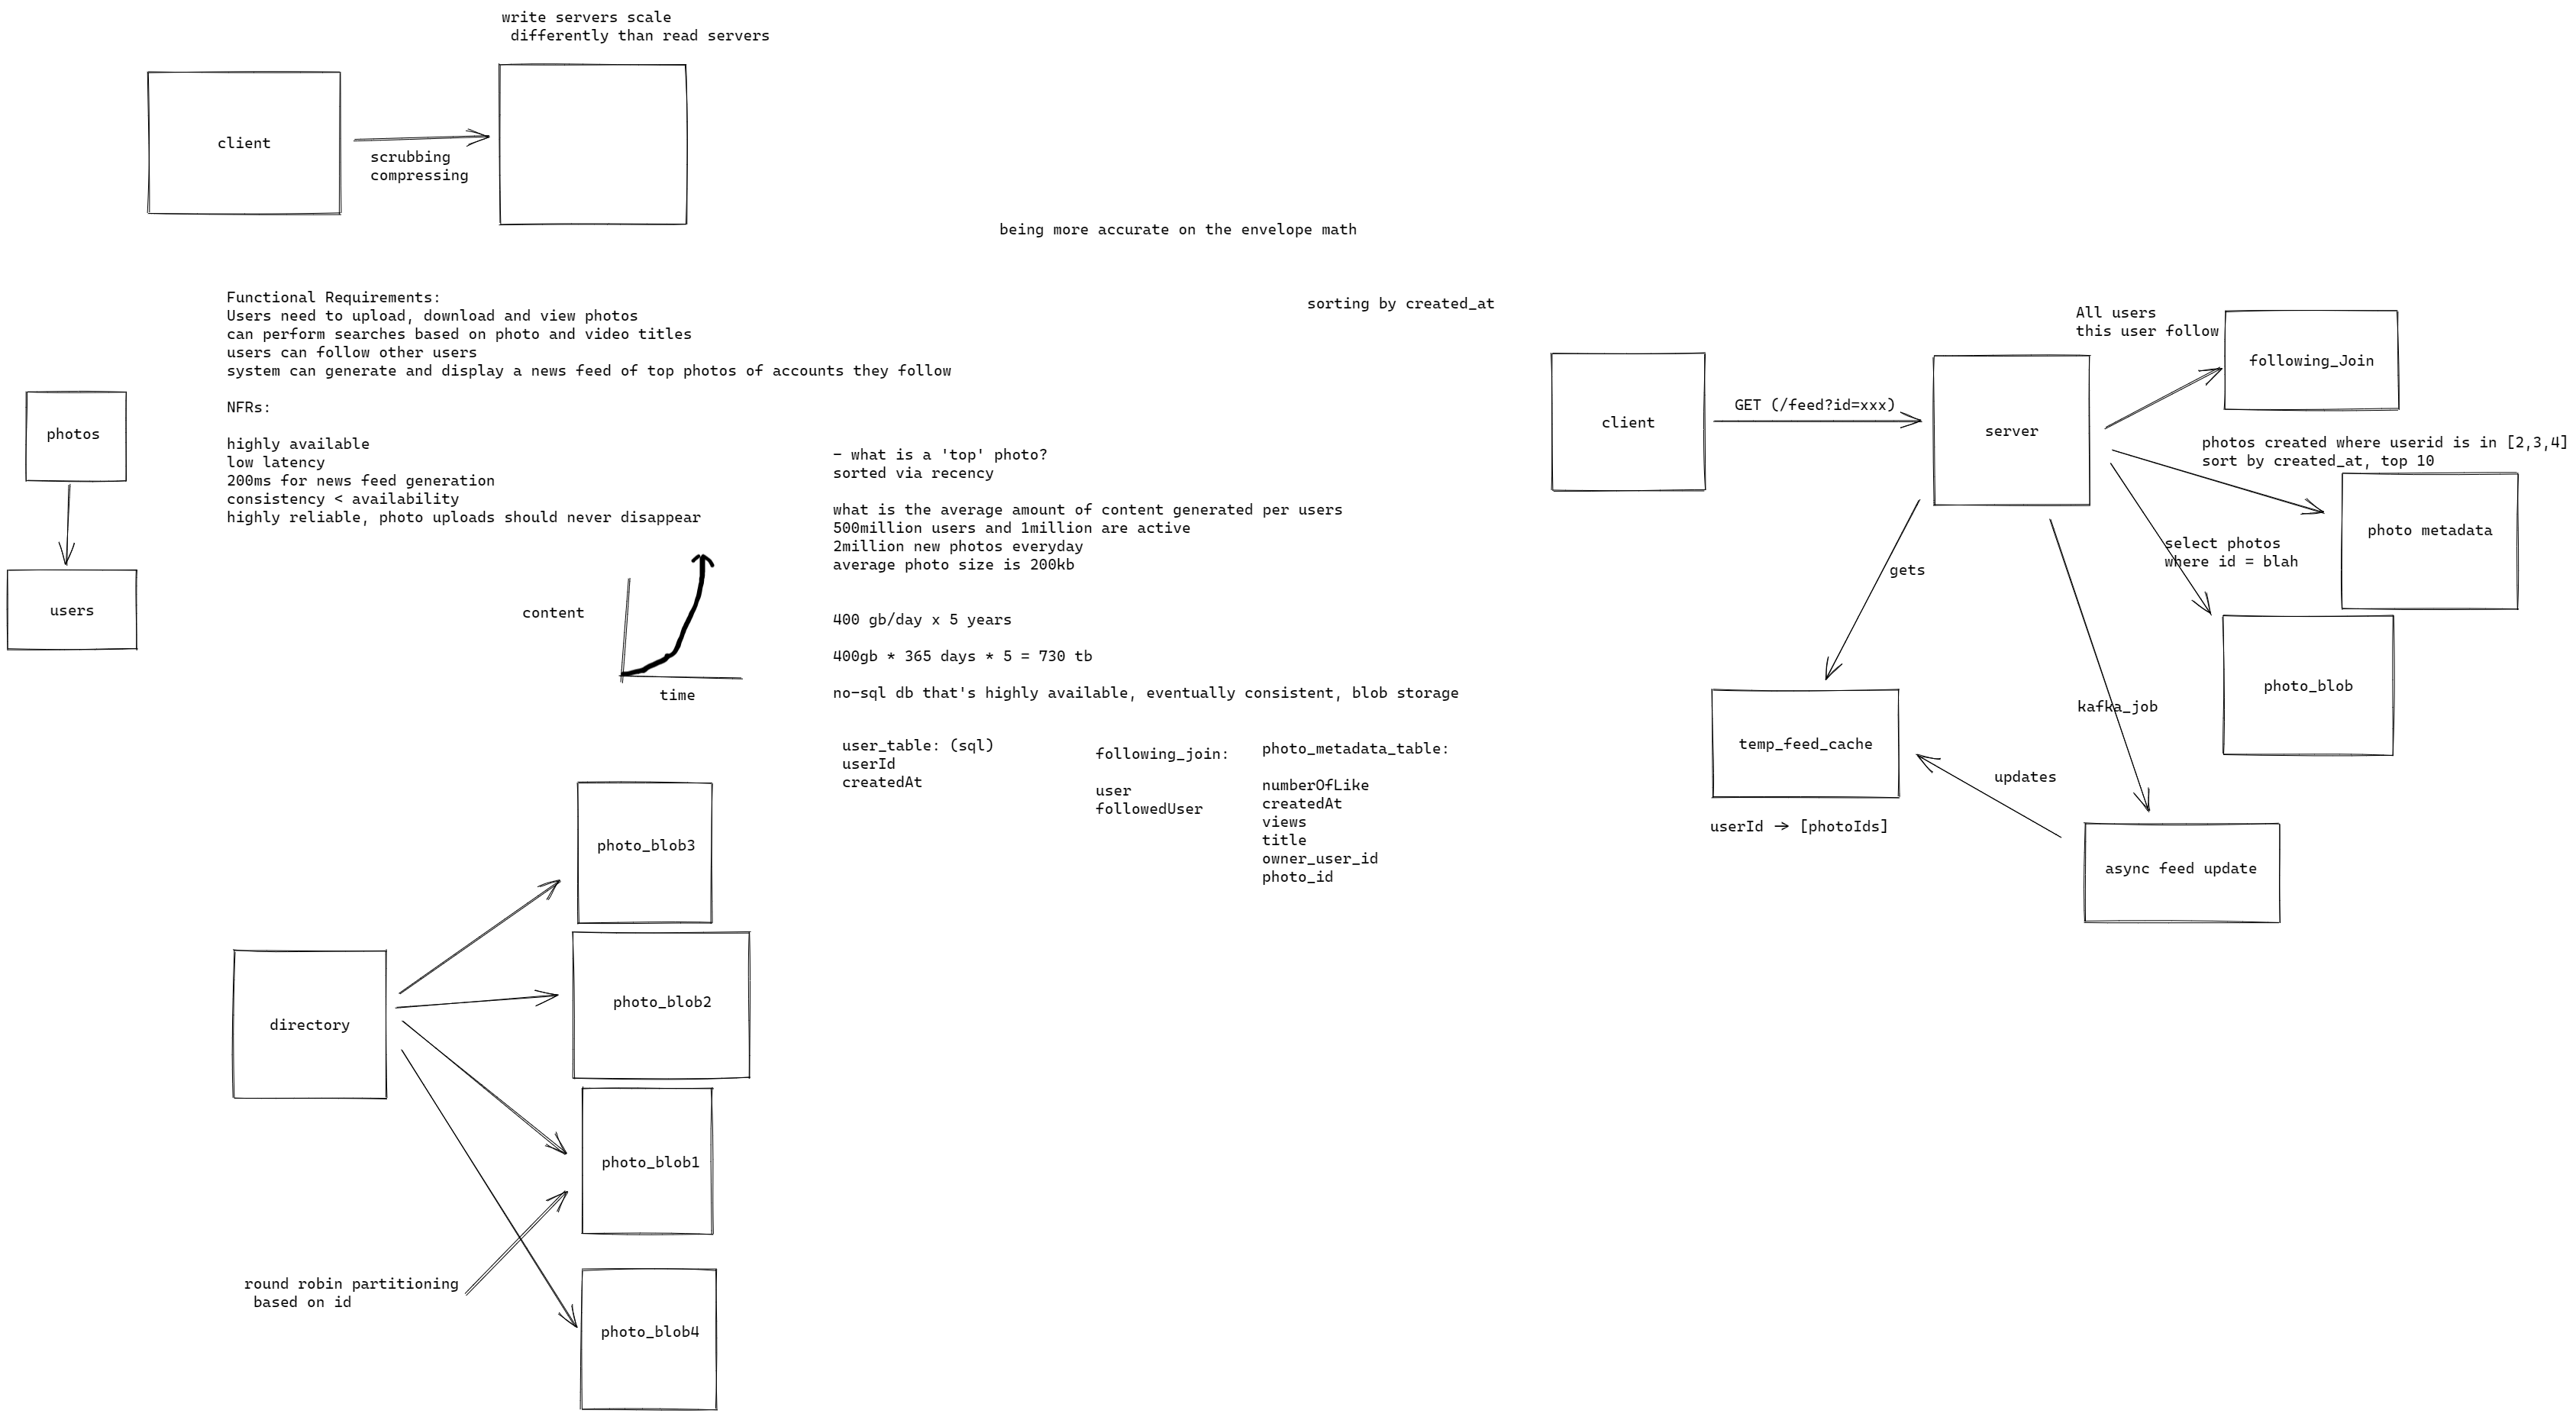 write servers scale
differently than read servers
client
scrubbing
compressing
being more accurate on the envelope math
Functional Requirements:
Users need to upload, download and view photos
can perform searches based on photo and video titles
users can follow other users
system can generate and display a news feed of top photos of accounts they follow
NFRs:
highly available
low latency
200ms for news feed generation
consistency < availability
highly reliable, photo uploads should never disappear
photos
users
content
time
- what is a 'top' photo?
sorted via recency
what is the average amount of content generated per users
500million users and 1million are active
2million new photos everyday
average photo size is 200kb
400 gb/day x 5 years
400gb * 365 days * 5 = 730 tb
no-sql db that's highly available, eventually consistent, blob storage
user_table: (sql)
userId
createdAt
following_join:
user
followedUser
photo_metadata_table:
numberOfLike
createdAt
views
title
owner_user_id
photo_id
sorting by created_at
client
GET (/feed?id=xxx)
server
All users
this user follow
following_Join
photos created where userid is in [2,3,4]
sort by created_at, top 10
photo metadata
select photos
where id = blah
photo_blob
gets
kafka_job
temp_feed_cache
userId → [photoIds]
updates
async feed update
directory
photo_blob3
photo_blob2
photo_blob1
photo_blob4
round robin partitioning
based on id